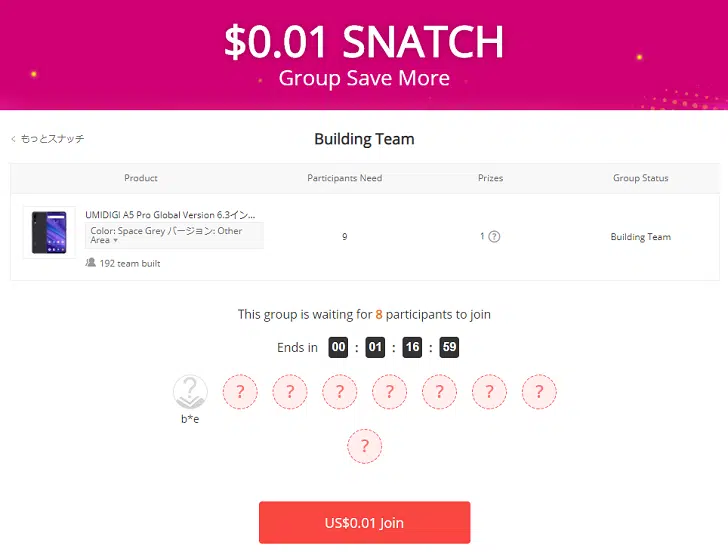 $0.01 SNATCH
Group Save More
< もっとスナッチ
Building Team
Product Participants Need Prizes Group Status
UMIDIGI A5 Pro Global Version 6.3イン...
Color: Space Grey バージョン: Other
Area
192 team built
9
1 ?
Building Team
This group is waiting for 8 participants to join
Ends in 00 : 01 : 16 : 59
? ? ? ? ? ? ? ?
b*e
?
US$0.01 Join